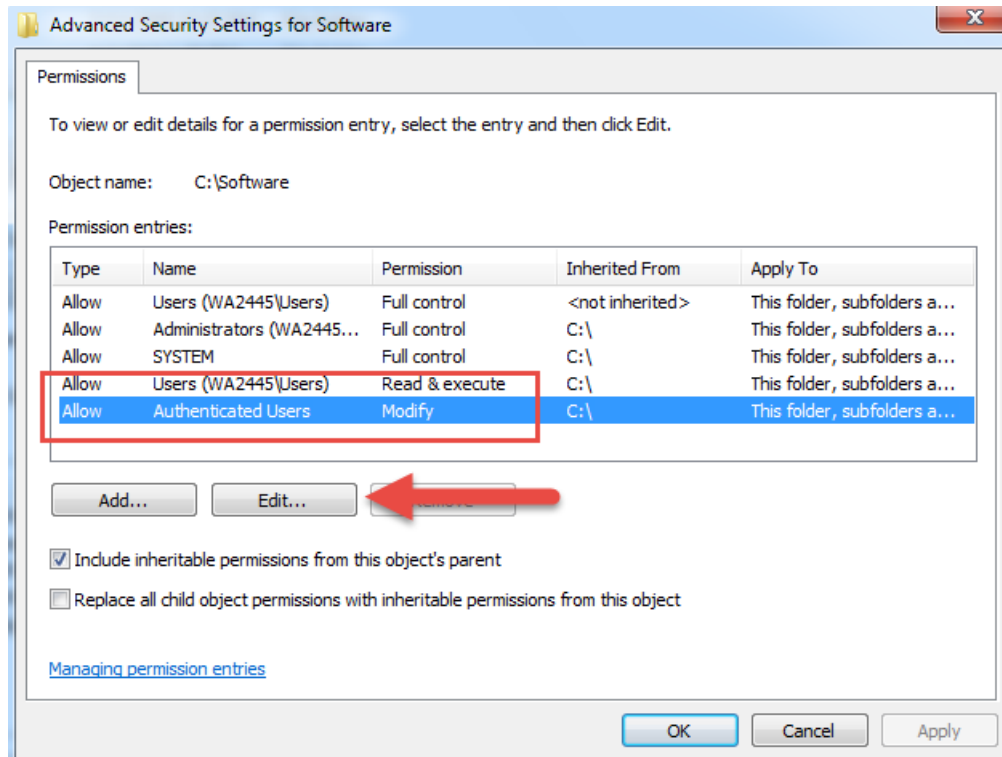 Advanced Security Settings for Software
Permissions
To view or edit details for a permission entry, select the entry and then click Edit.
Object name: C:\Software
Permission entries:
Type Name Permission Inherited From Apply To
Allow Users (WA2445\Users) Full control <not inherited> This folder, subfolders a...
Allow Administrators (WA2445... Full control C:\ This folder, subfolders a...
Allow SYSTEM Full control C:\ This folder, subfolders a...
Allow Users (WA2445\Users) Read & execute C:\ This folder, subfolders a...
Allow Authenticated Users Modify C:\ This folder, subfolders a...
Add... Edit...
Include inheritable permissions from this object's parent
Replace all child object permissions with inheritable permissions from this object
Managing permission entries
OK Cancel Apply